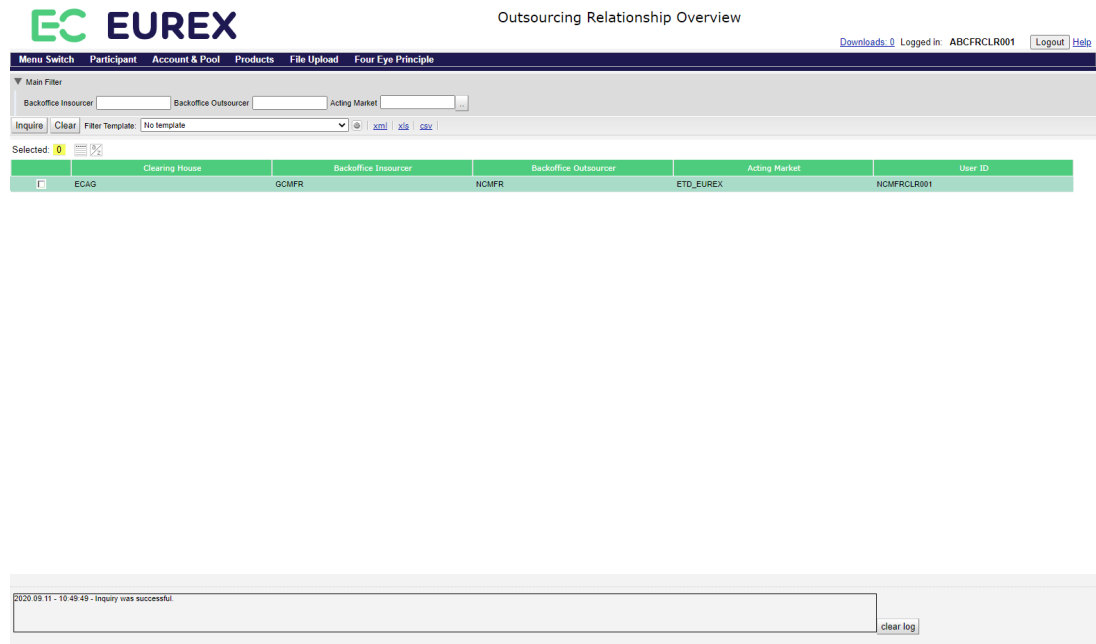 EC EUREX
Outsourcing Relationship Overview
Downloads: 0 Logged in: ABCFRCLR001 Logout Help
Menu Switch Participant Account & Pool Products File Upload Four Eye Principle
Main Filter
Backoffice Insourcer Backoffice Outsourcer Acting Market ...
Inquire Clear Filter Template: No template xml xls csv
Selected: 0
Clearing House Backoffice Insourcer Backoffice Outsourcer Acting Market User ID
ECAG GCMFR NCMFR ETD_EUREX NCMFRCLR001
2020.09.11 - 10:49:49 - Inquiry was successful.
clear log